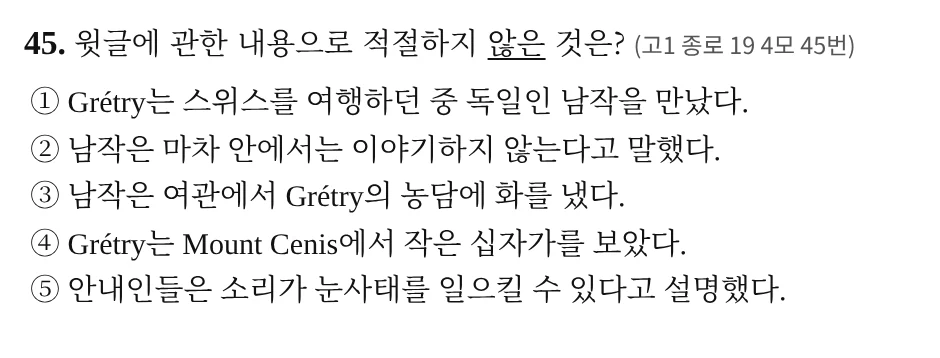 45. 윗글에 관한 내용으로 적절하지 않은 것은? (고1 종로 19 4모 45번)
① Grétry는 스위스를 여행하던 중 독일인 남작을 만났다.
② 남작은 마차 안에서는 이야기하지 않는다고 말했다.
③ 남작은 여관에서 Grétry의 농담에 화를 냈다.
④ Grétry는 Mount Cenis에서 작은 십자가를 보았다.
⑤ 안내인들은 소리가 눈사태를 일으킬 수 있다고 설명했다.